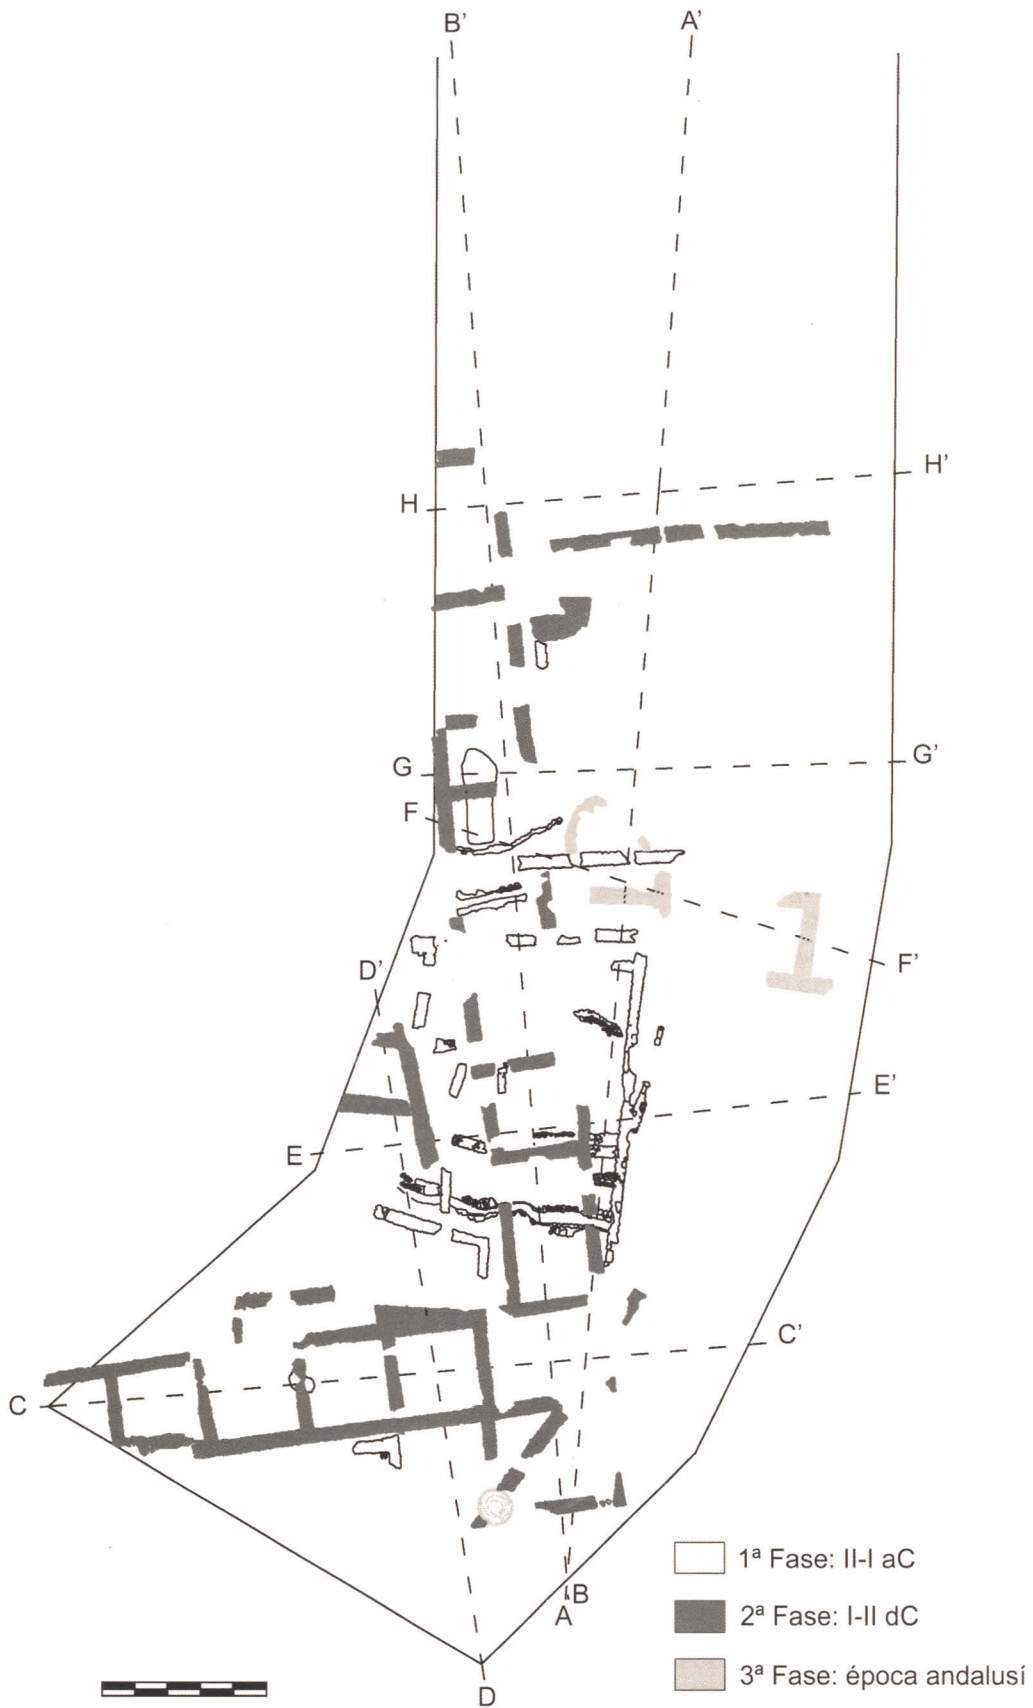 B'
A'
H
H'
G
G'
F
D'
F'
E'
E
C'
C
B
A
D
1ª Fase: II-I aC
2ª Fase: I-II dC
3ª Fase: época andalusí